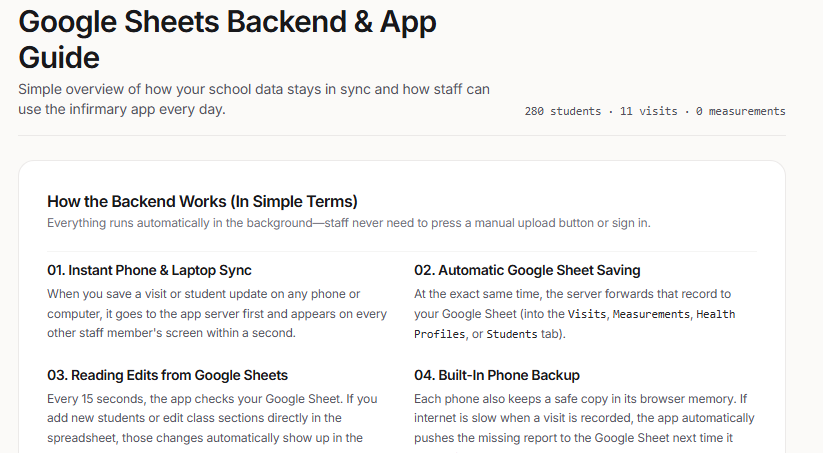 Google Sheets Backend & App
Guide
Simple overview of how your school data stays in sync and how staff can
use the infirmary app every day.
280 students · 11 visits · 0 measurements
How the Backend Works (In Simple Terms)
Everything runs automatically in the background—staff never need to press a manual upload button or sign in.
01. Instant Phone & Laptop Sync
When you save a visit or student update on any phone or
computer, it goes to the app server first and appears on every
other staff member's screen within a second.
02. Automatic Google Sheet Saving
At the exact same time, the server forwards that record to
your Google Sheet (into the Visits, Measurements, Health
Profiles, or Students tab).
03. Reading Edits from Google Sheets
Every 15 seconds, the app checks your Google Sheet. If you
add new students or edit class sections directly in the
spreadsheet, those changes automatically show up in the
04. Built-In Phone Backup
Each phone also keeps a safe copy in its browser memory. If
internet is slow when a visit is recorded, the app automatically
pushes the missing report to the Google Sheet next time it